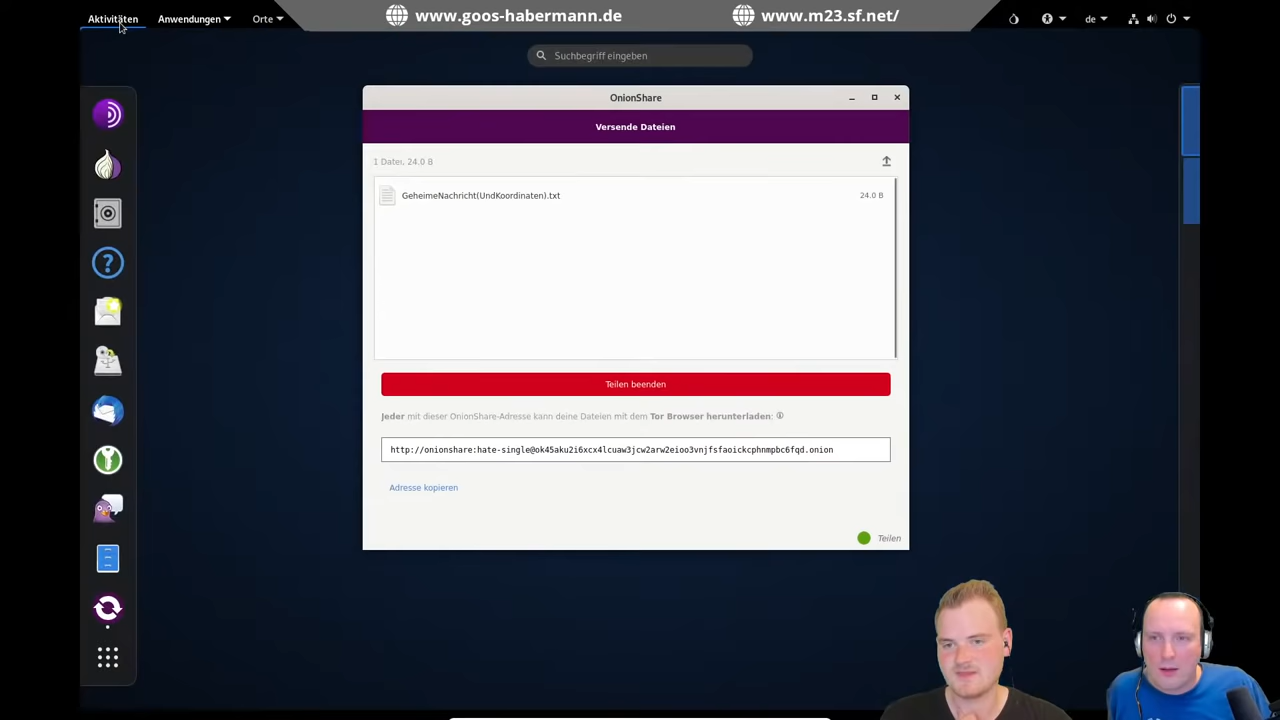 Aktivitäten
Anwendungen
Orte
www.goos-habermann.de
www.m23.sf.net/
de
Suchbegriff eingeben
OnionShare
Versende Dateien
1 Datei, 24.0 B
GeheimeNachricht(UndKoordinaten).txt
24.0 B
Teilen beenden
Jeder mit dieser OnionShare-Adresse kann deine Dateien mit dem Tor Browser herunterladen:
http://onionshare:hate-single@ok45aku2i6xcx4lcuaw3jcw2arw2eioo3vnjfsfaoickcphnmpbc6fqd.onion
Adresse kopieren
Teilen